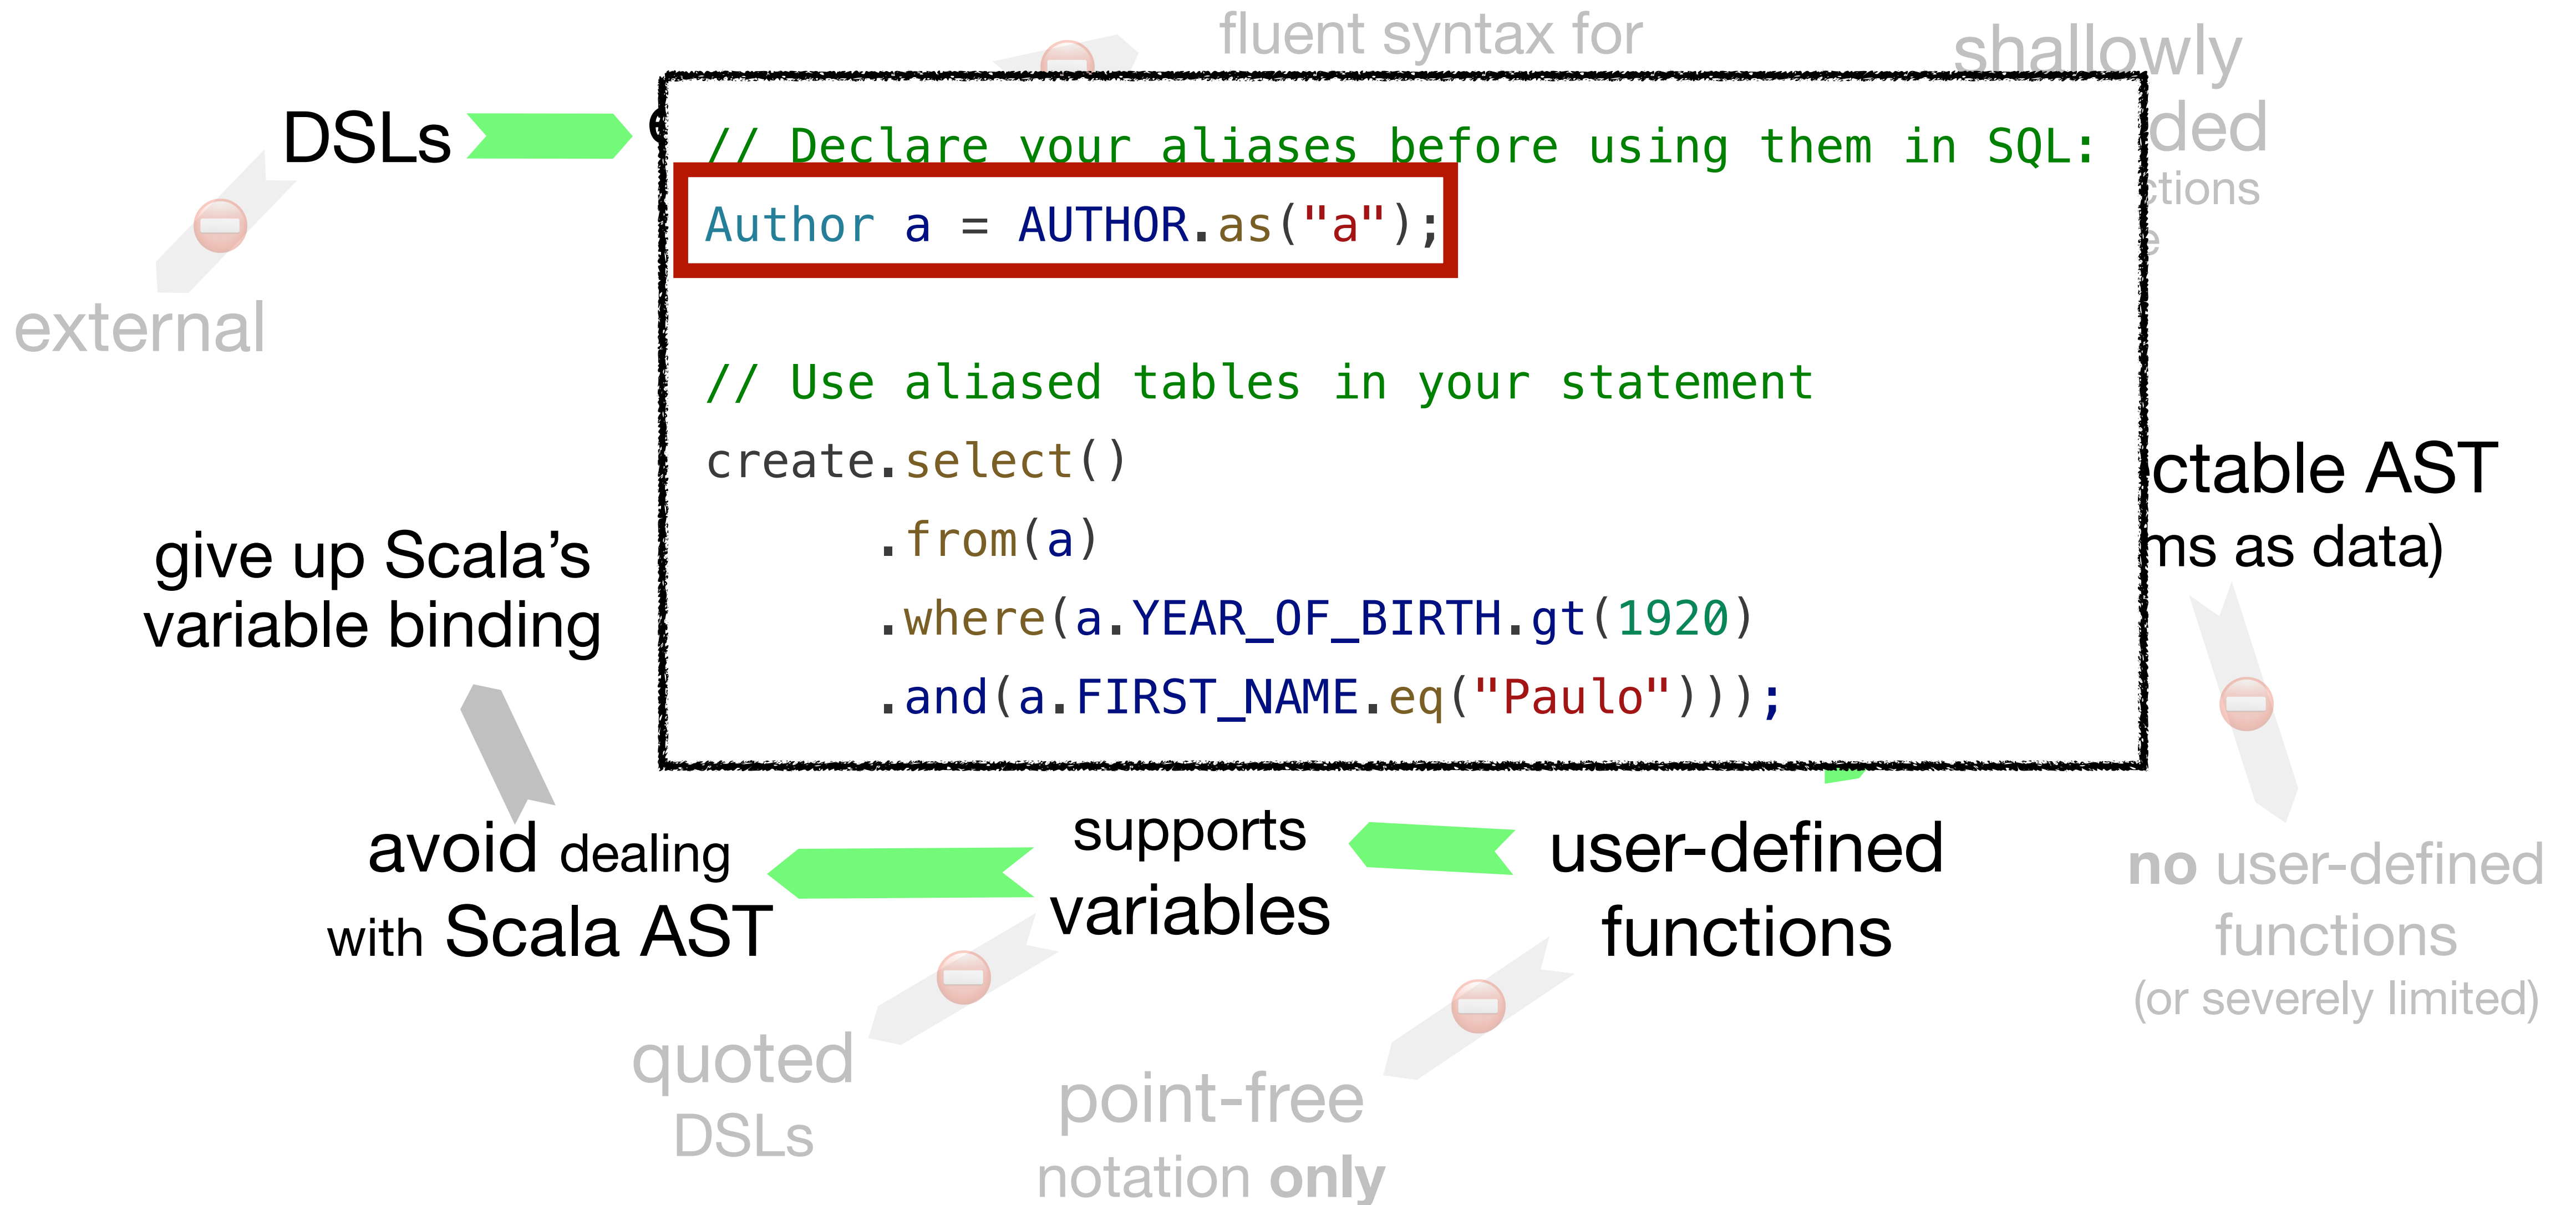 fluent syntax for
shallowly
DSLs
// Declare your aliases before using them in SQL:
Author a = AUTHOR.as("a");
external
// Use aliased tables in your statement
create.select()
.from(a)
.where(a.YEAR_OF_BIRTH.gt(1920)
.and(a.FIRST_NAME.eq("Paulo")));
ctable AST
ms as data)
give up Scala’s
variable binding
avoid dealing
with Scala AST
supports
variables
user-defined
functions
no user-defined
functions
(or severely limited)
quoted
DSLs
point-free
notation only